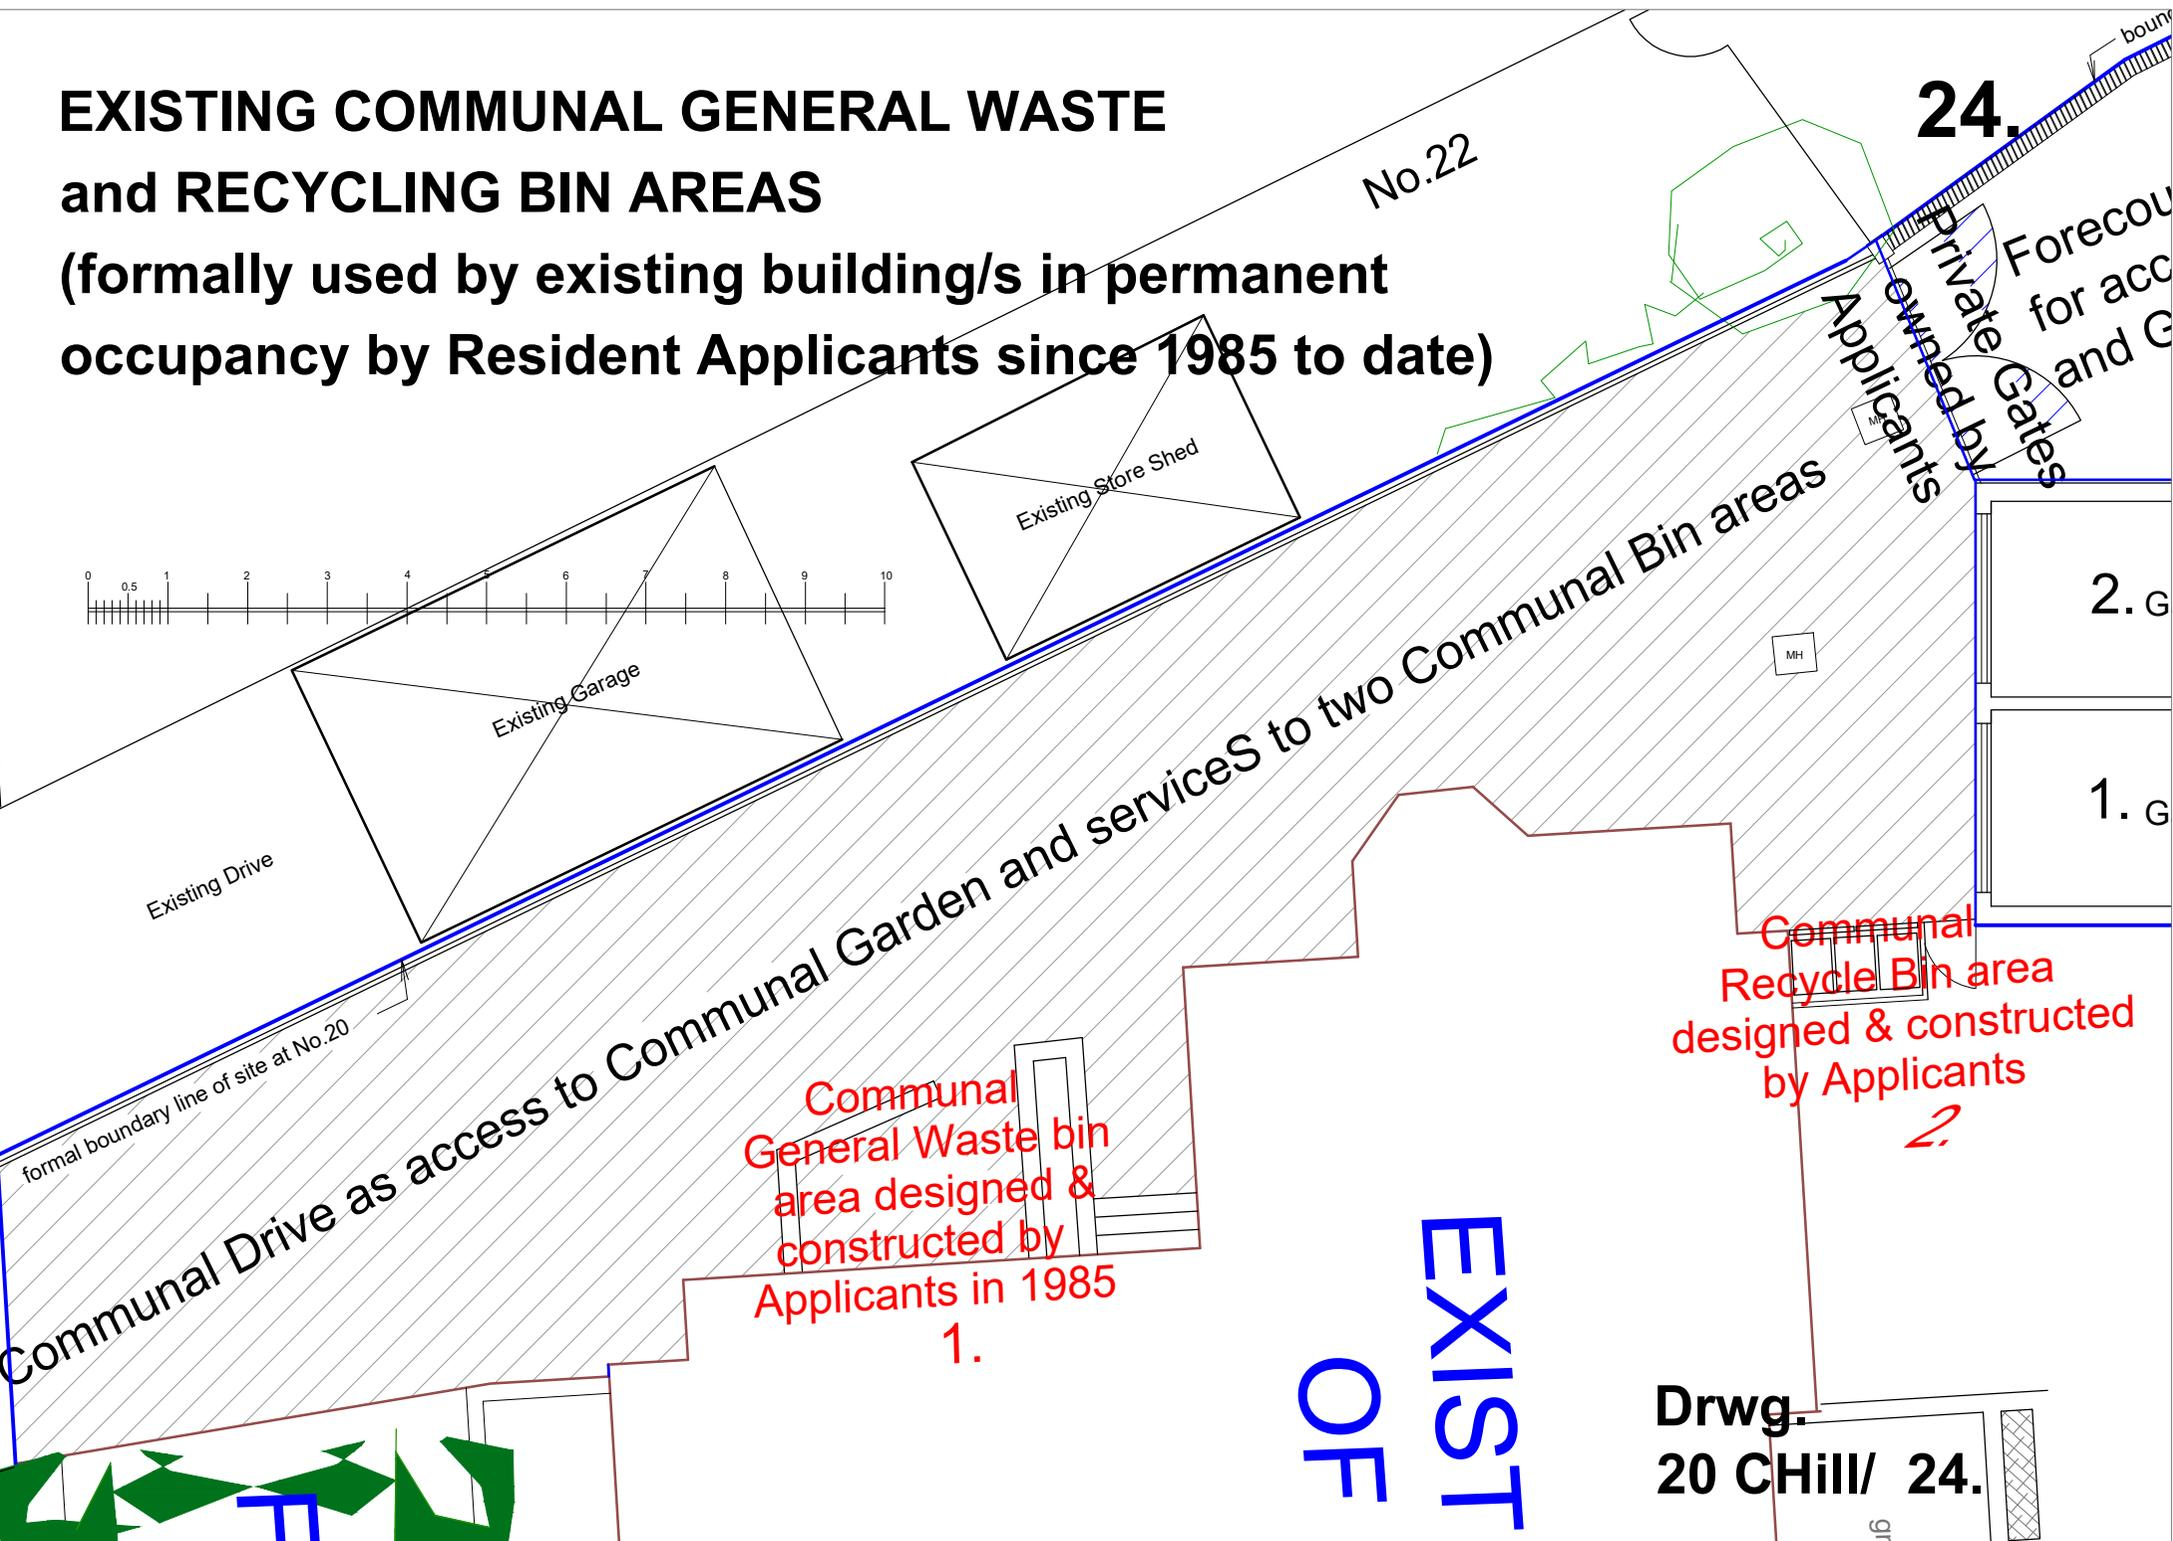 EXISTING COMMUNAL GENERAL WASTE
and RECYCLING BIN AREAS
(formally used by existing building/s in permanent
occupancy by Resident Applicants since 1985 to date)
24.
No.22
Private Gates
owned by
Applicants
for
and
MH
Existing Store Shed
0 0.5 1 2 3 4 5 6 7 8 9 10
Existing Garage
Existing Drive
formal boundary line of site at No.20
Communal Drive as access to Communal Garden and serviceS to two Communal Bin areas
MH
2. G
1. G
Communal
Recycle Bin area
designed & constructed
by Applicants
2.
Communal
General Waste bin
area designed &
constructed by
Applicants in 1985
1.
EXIST
OF
F
Drwg.
20 CHill/ 24.